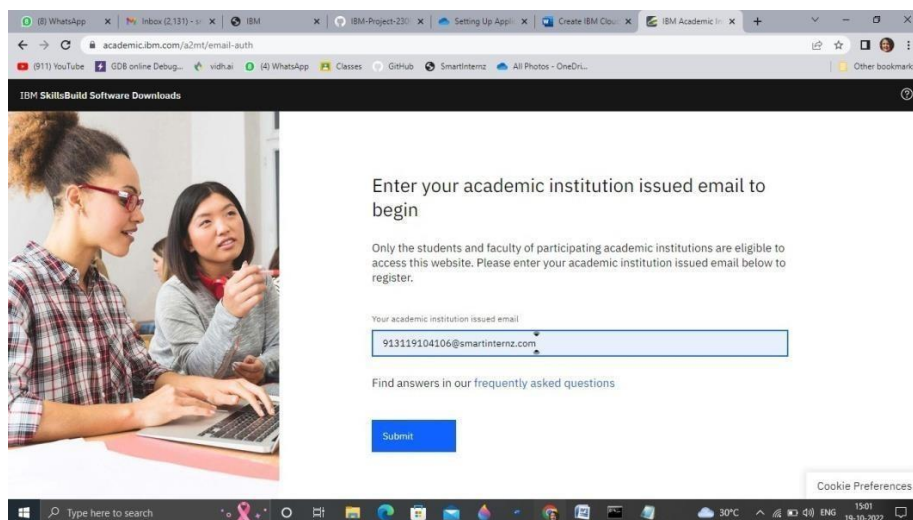 (8) WhatsApp
Inbox (2,131) - s
IBM
IBM-Project-230
Setting Up Appli
Create IBM Clou
IBM Academic In
academic.ibm.com/a2mt/email-auth
(911) YouTube
GDB online Debug...
vidh.ai
(4) WhatsApp
Classes
GitHub
SmartInternz
All Photos - OneDri...
Other bookmark
IBM SkillsBuild Software Downloads
Enter your academic institution issued email to
begin
Only the students and faculty of participating academic institutions are eligible to
access this website. Please enter your academic institution issued email below to
register.
Your academic institution issued email
913119104106@smartinternz.com
Find answers in our frequently asked questions
Submit
Cookie Preferences
Type here to search
30°C
ENG
15:01
19-10-2022